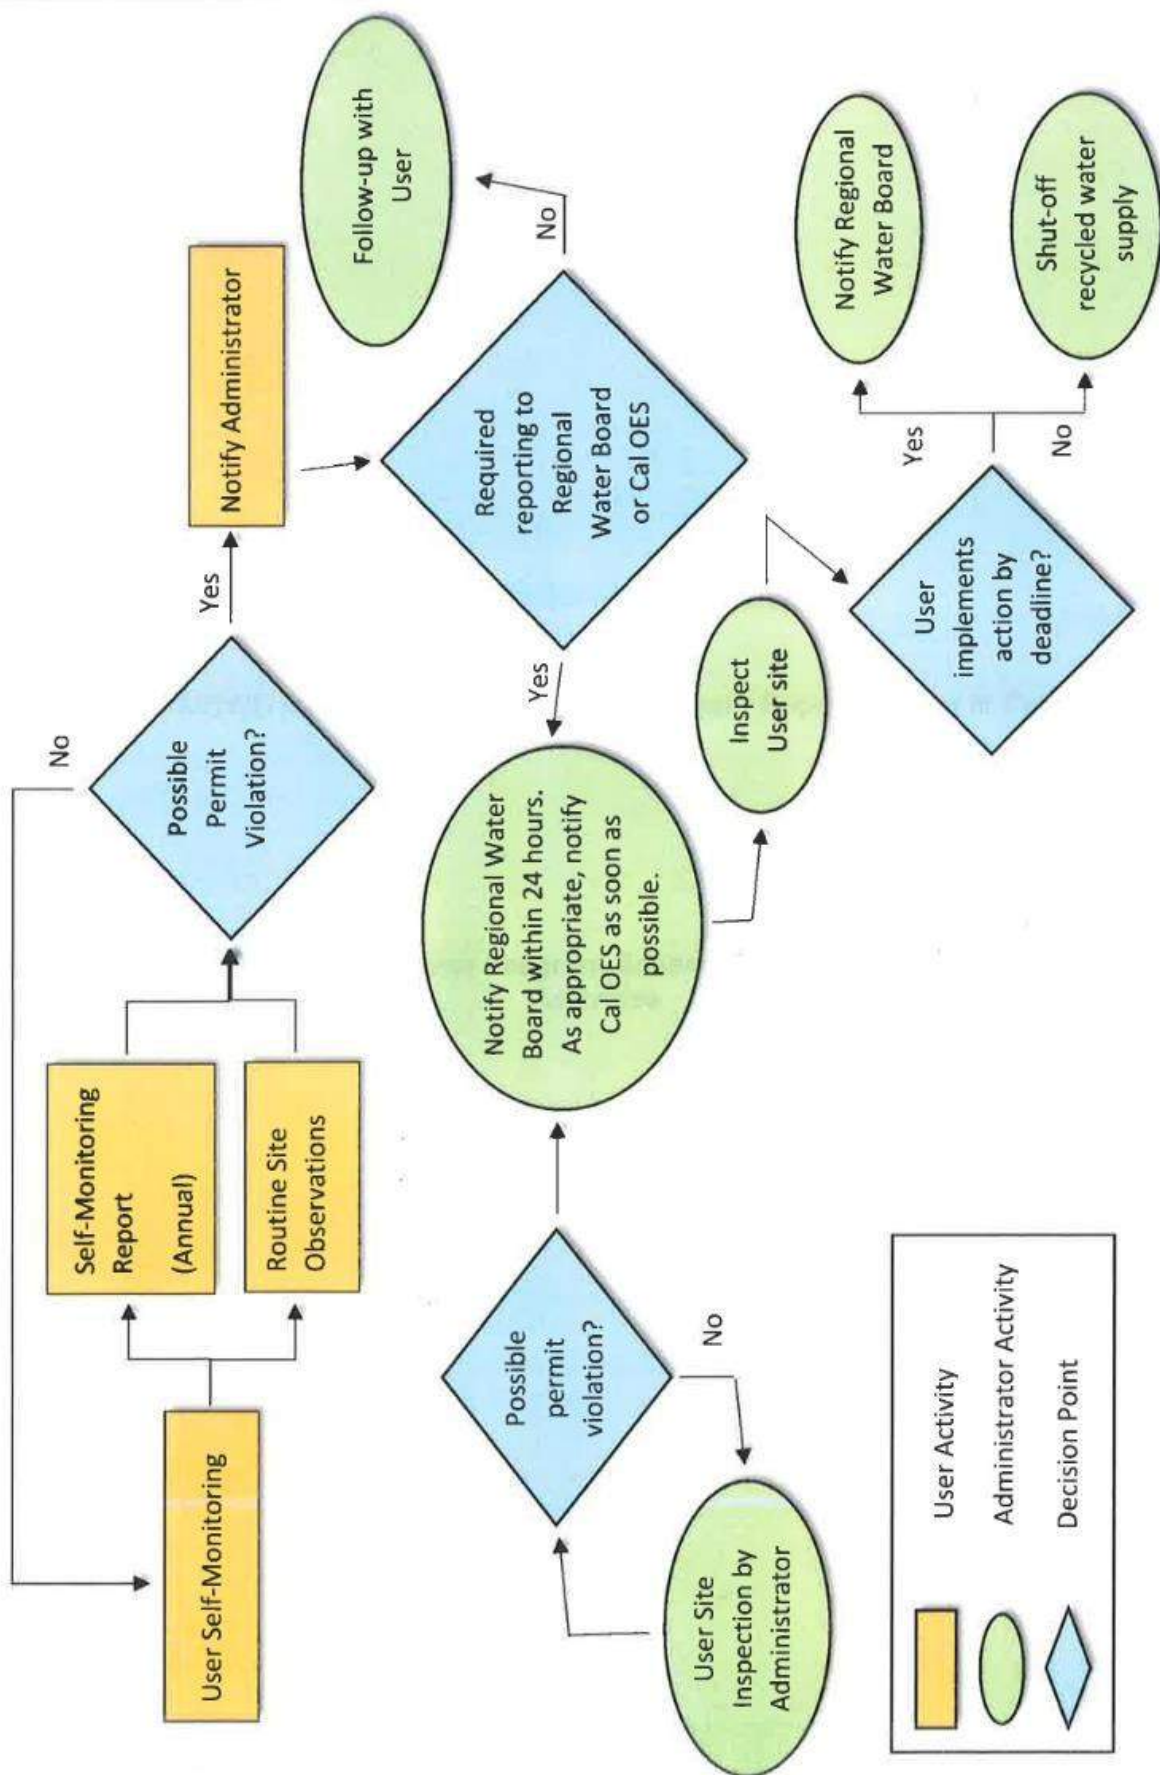 User Self-Monitoring
Self-Monitoring
Report
(Annual)
Routine Site
Observations
Possible
Permit
Violation?
No
Yes
Notify Administrator
Required
reporting to
Regional
Water Board
or Cal OES
No
Follow-up with
User
Yes
User Site
Inspection by
Administrator
Possible
permit
violation?
No
Notify Regional Water
Board within 24 hours.
As appropriate, notify
Cal OES as soon as
possible.
Inspect
User site
User
implements
action by
deadline?
Yes
No
Notify Regional
Water Board
Shut-off
recycled water
supply
User Activity
Administrator Activity
Decision Point